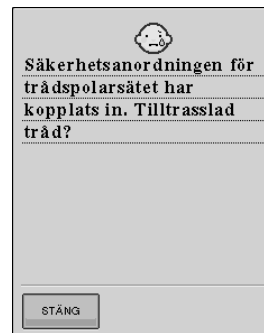 Säkerhetsanordningen för
trådspolarsätet har
kopplats in. Tilltrasslad
tråd?
STÄNG